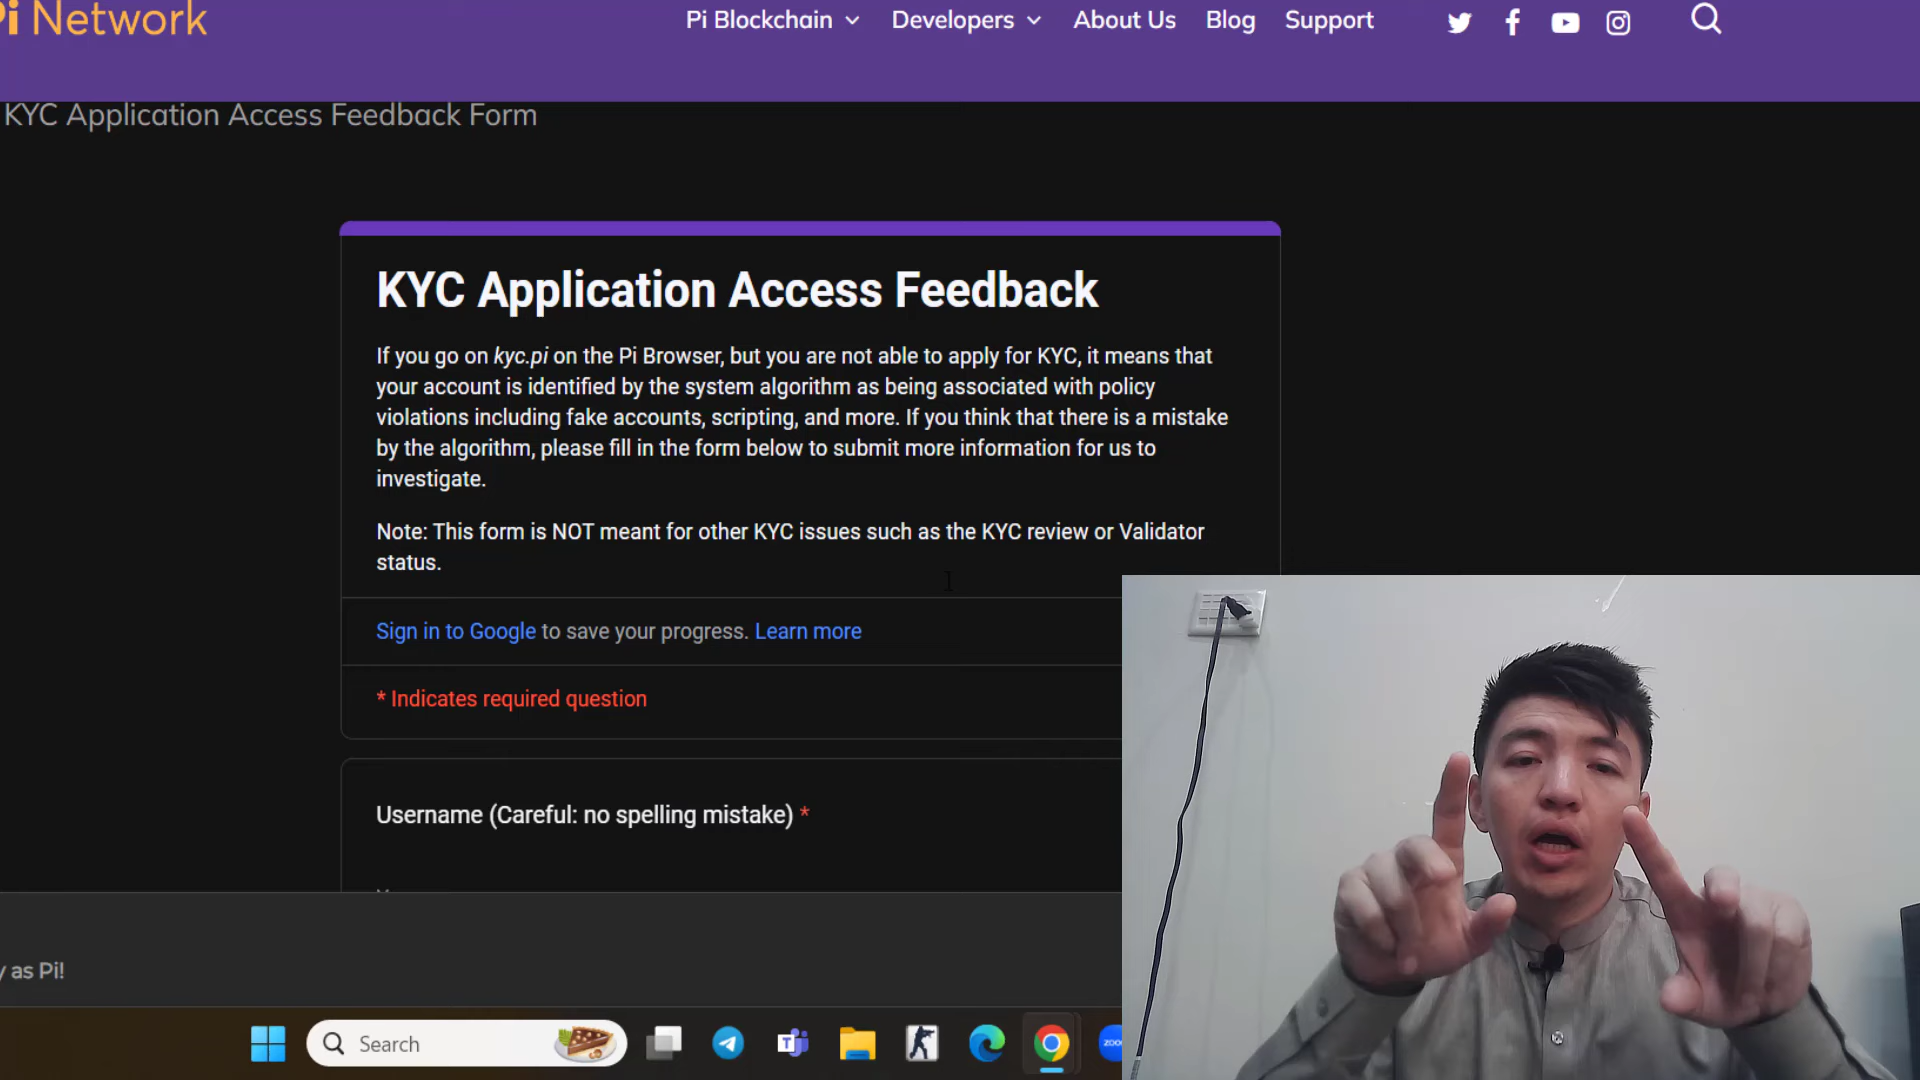 Pi Network
Pi Blockchain Developers About Us Blog Support
KYC Application Access Feedback Form
KYC Application Access Feedback
If you go on kyc.pi on the Pi Browser, but you are not able to apply for KYC, it means that
your account is identified by the system algorithm as being associated with policy
violations including fake accounts, scripting, and more. If you think that there is a mistake
by the algorithm, please fill in the form below to submit more information for us to
investigate.
Note: This form is NOT meant for other KYC issues such as the KYC review or Validator
status.
Sign in to Google to save your progress. Learn more
* Indicates required question
Username (Careful: no spelling mistake) *
y as Pi!
Search